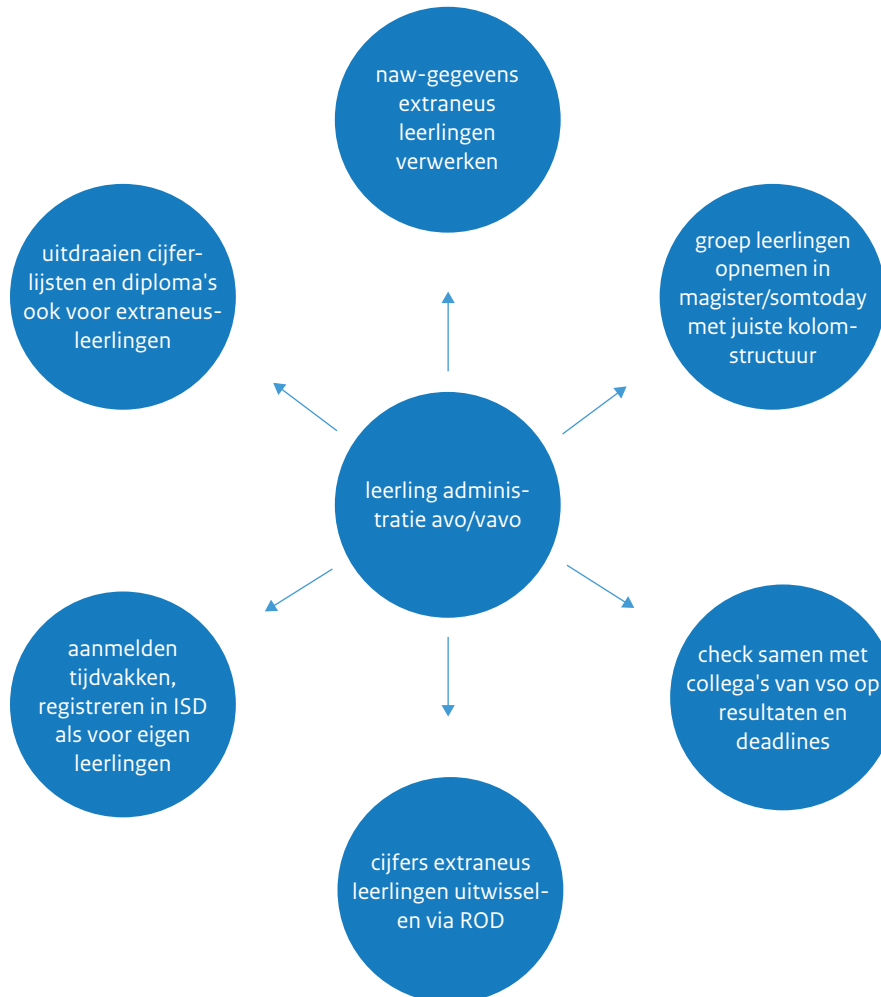 naw-gegevens
extraneus
leerlingen
verwerken
groep leerlingen
opnemen in
magister/somtoday
met juiste kolom-
structuur
uitdraaien cijfer-
lijsten en diploma's
ook voor extraneus-
leerlingen
leerling adminis-
tratie avo/vavo
aanmelden
tijdvakken,
registreren in ISD
als voor eigen
leerlingen
check samen met
collega's van vso op
resultaten en
deadlines
cijfers extraneus
leerlingen uitwissel-
en via ROD